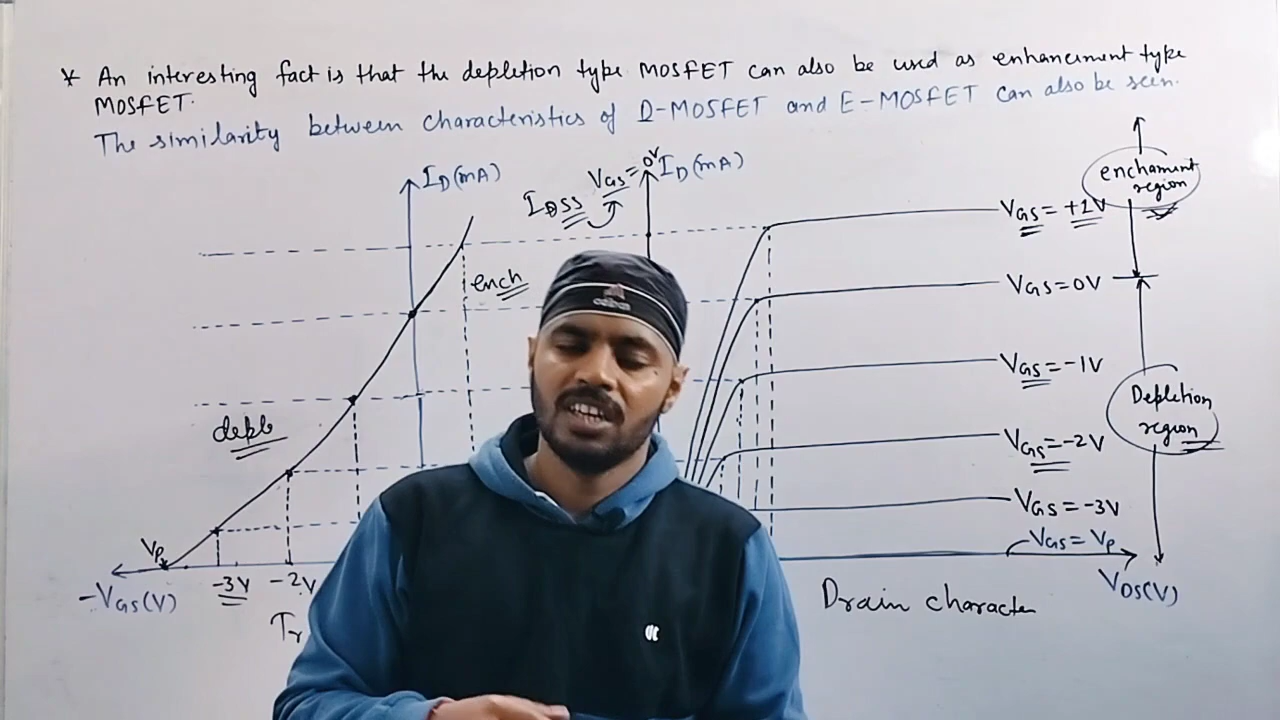 * An interesting fact is that the depletion type MOSFET can also be used as enhancement type
MOSFET.
The similarity between characteristics of D-MOSFET and E-MOSFET can also be seen.
ID(mA)
IDSS
VGS=0V
ID(mA)
enchament
region
VGS=+1V
VGS=0V
ench
VGS=-1V
Depletion
region
depl
VGS=-2V
VGS=-3V
VGS=VP
VP
-3V
-2V
-VGS(V)
VDS(V)
Drain character